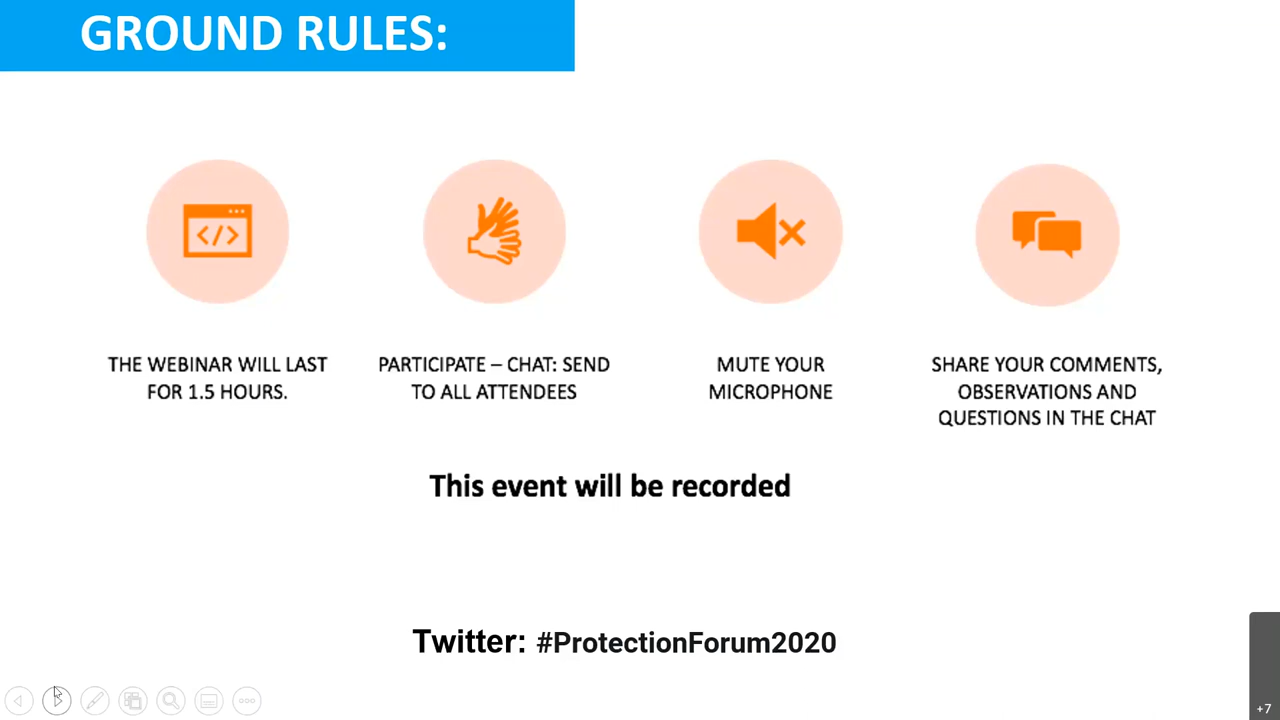 GROUND RULES:
THE WEBINAR WILL LAST
FOR 1.5 HOURS.
PARTICIPATE – CHAT: SEND
TO ALL ATTENDEES
MUTE YOUR
MICROPHONE
SHARE YOUR COMMENTS,
OBSERVATIONS AND
QUESTIONS IN THE CHAT
This event will be recorded
Twitter: #ProtectionForum2020
+7